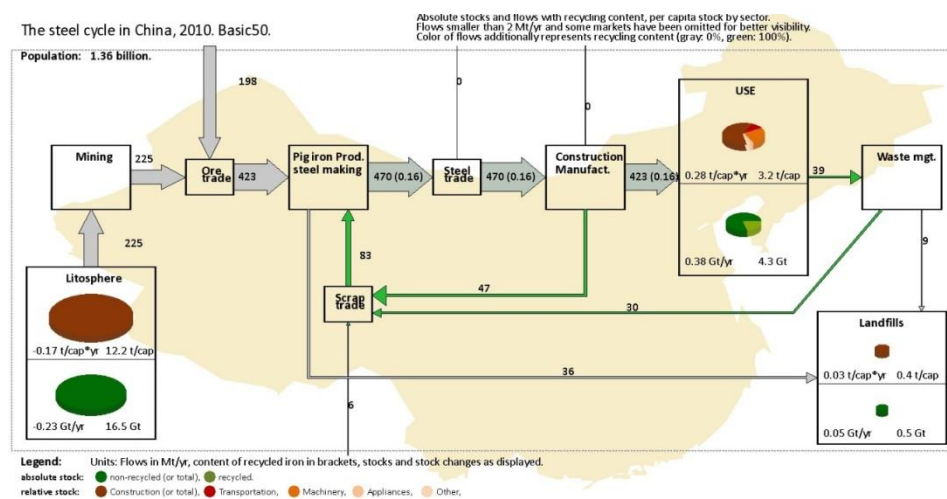 The steel cycle in China, 2010. Basic50.
Absolute stocks and flows with recycling content, per capita stock by sector.
Flows smaller than 2 Mt/yr and some markets have been omitted for better visibility.
Color of flows additionally represents recycling content (gray: 0%, green: 100%).
Population: 1.36 billion.
198
0
0
USE
Mining
225
Ore trade
423
Pig iron Prod. steel making
470 (0.16)
Steel trade
470 (0.16)
Construction Manufact.
423 (0.16)
0.28 t/cap*yr 3.2 t/cap
39
Waste mgt.
225
83
0.38 Gt/yr 4.3 Gt
9
Litosphere
Scrap trade
47
30
Landfills
-0.17 t/cap*yr 12.2 t/cap
36
0.03 t/cap*yr 0.4 t/cap
6
-0.23 Gt/yr 16.5 Gt
0.05 Gt/yr 0.5 Gt
Legend: Units: Flows in Mt/yr, content of recycled iron in brackets, stocks and stock changes as displayed.
absolute stock: non-recycled (or total), recycled.
relative stock: Construction (or total), Transportation, Machinery, Appliances, Other,